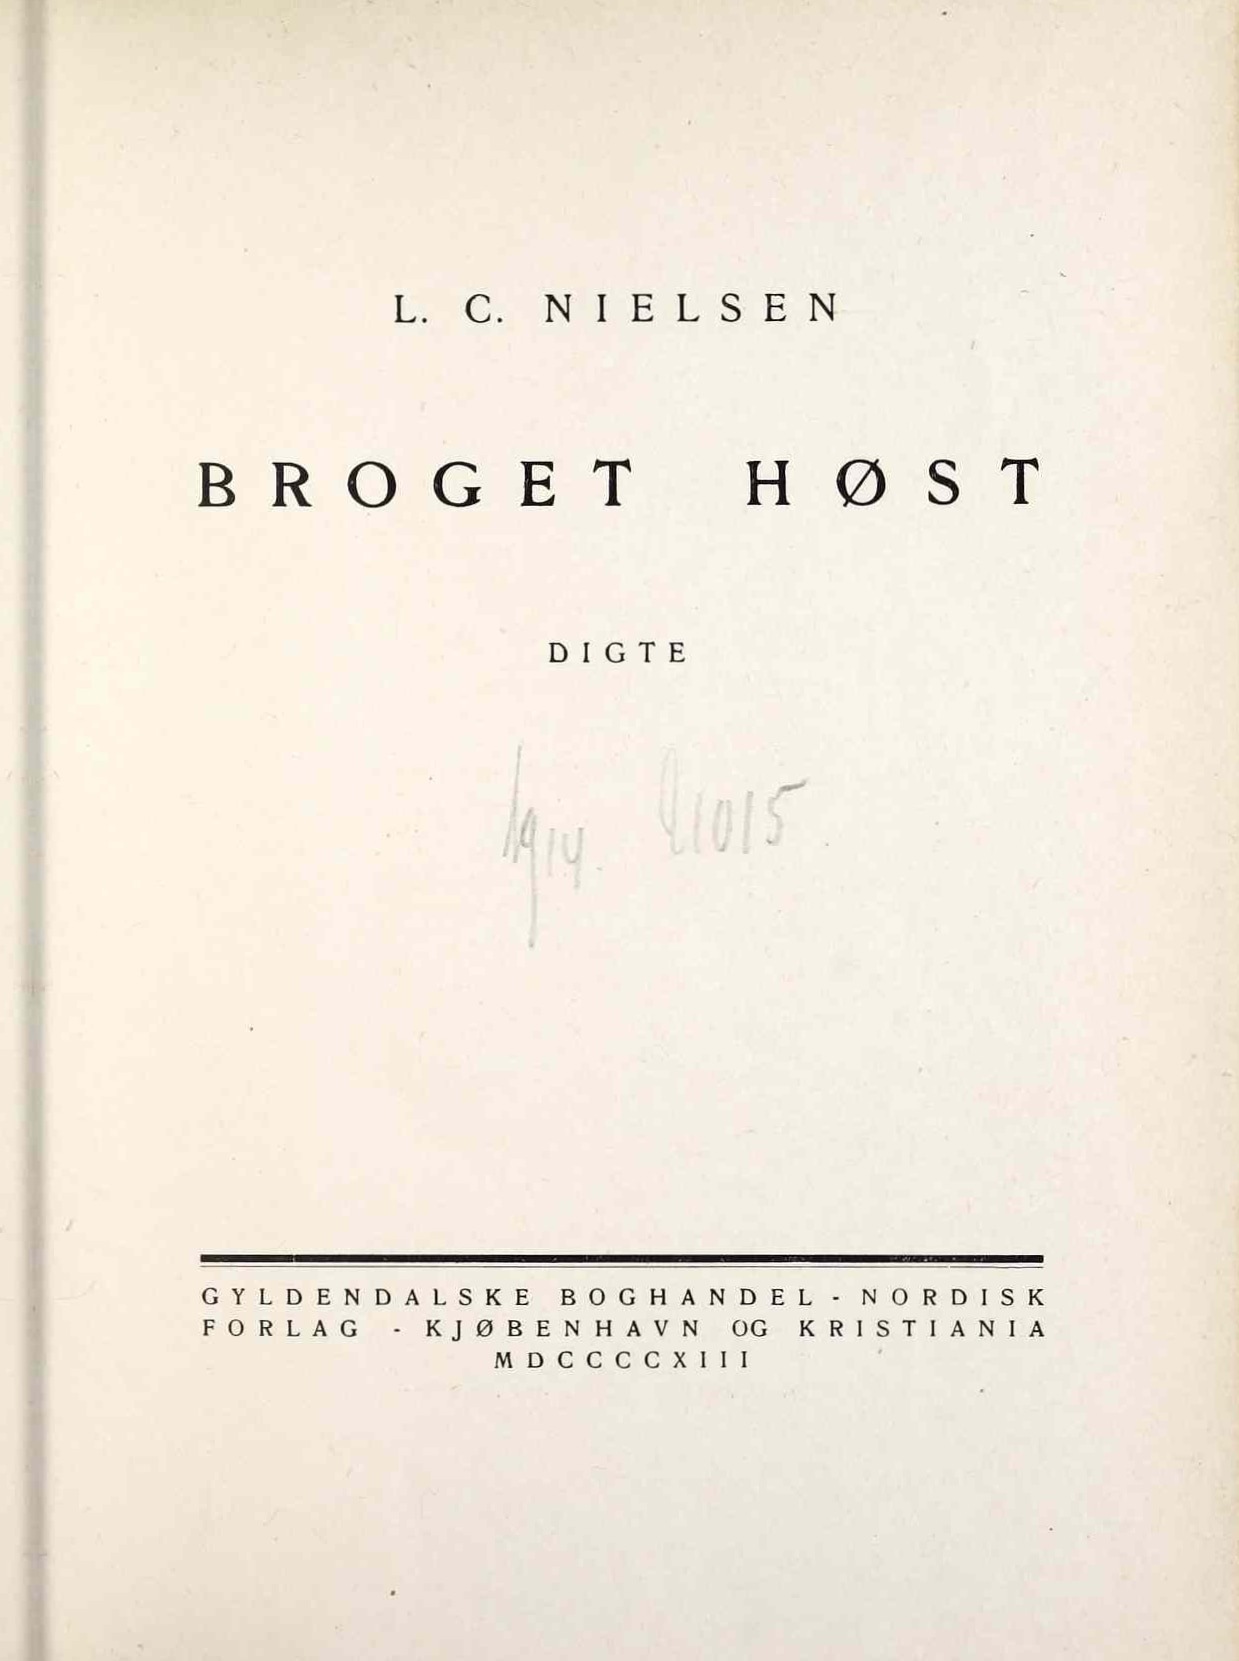 L. C. NIELSEN
BROGET HØST
DIGTE
1914. 21015
GYLDENDALSKE BOGHANDEL - NORDISK
FORLAG - KJØBENHAVN OG KRISTIANIA
MDCCCCXIII